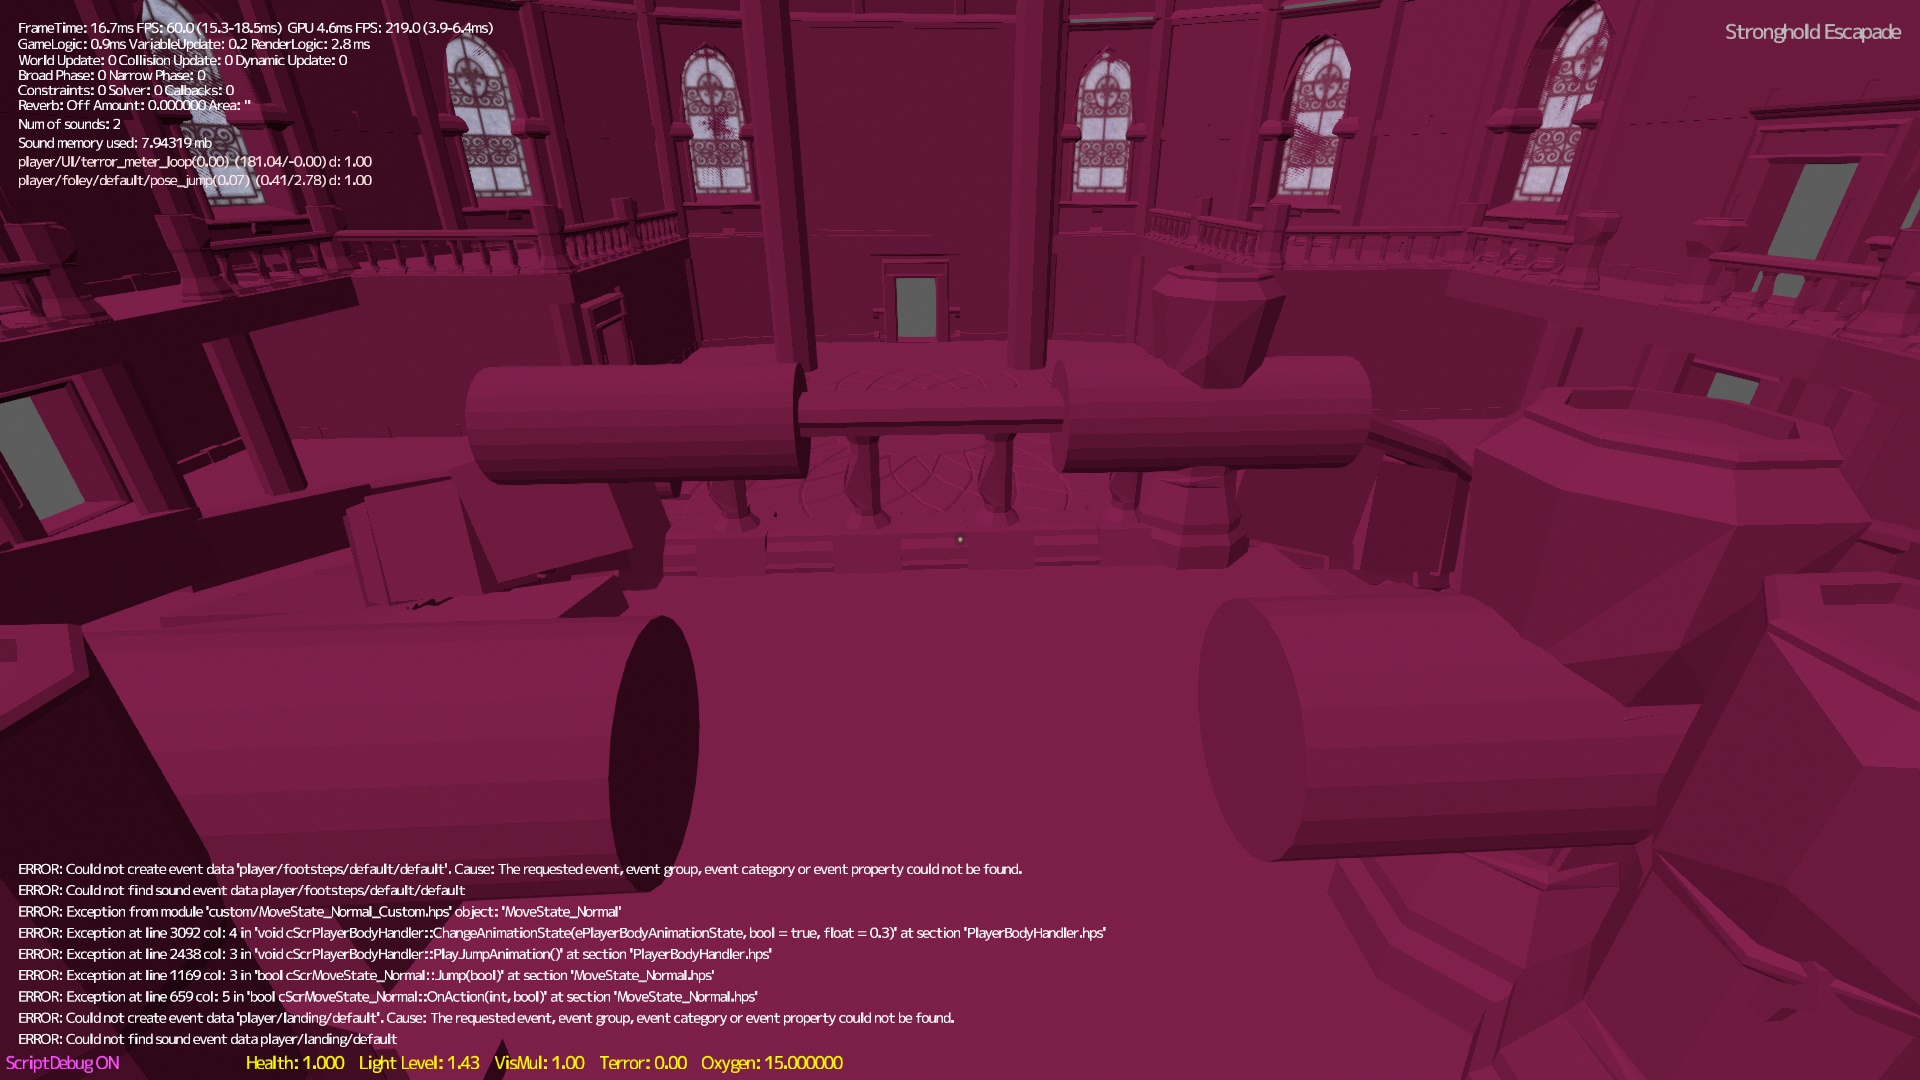 FrameTime: 16.7ms FPS: 60.0 (15.3-18.5ms)  GPU 4.6ms FPS: 219.0 (3.9-6.4ms)
GameLogic: 0.9ms VariableUpdate: 0.2 RenderLogic: 2.8 ms
World Update: 0 Collision Update: 0 Dynamic Update: 0
Broad Phase: 0 Narrow Phase: 0
Constraints: 0 Solver: 0 Callbacks: 0
Reverb: Off Amount: 0.000000 Area: ''
Num of sounds: 2
Sound memory used: 7.94319 mb
player/UI/terror_meter_loop(0.00)  (181.04/-0.00) d: 1.00
player/foley/default/pose_jump(0.07)  (0.41/2.78) d: 1.00
Stronghold Escapade
ERROR: Could not create event data 'player/footsteps/default/default'. Cause: The requested event, event group, event category or event property could not be found.
ERROR: Could not find sound event data player/footsteps/default/default
ERROR: Exception from module 'custom/MoveState_Normal_Custom.hps' object: 'MoveState_Normal'
ERROR: Exception at line 3092 col: 4 in 'void cScrPlayerBodyHandler::ChangeAnimationState(ePlayerBodyAnimationState, bool = true, float = 0.3)' at section 'PlayerBodyHandler.hps'
ERROR: Exception at line 2438 col: 3 in 'void cScrPlayerBodyHandler::PlayJumpAnimation()' at section 'PlayerBodyHandler.hps'
ERROR: Exception at line 1169 col: 3 in 'bool cScrMoveState_Normal::Jump(bool)' at section 'MoveState_Normal.hps'
ERROR: Exception at line 659 col: 5 in 'bool cScrMoveState_Normal::OnAction(int, bool)' at section 'MoveState_Normal.hps'
ERROR: Could not create event data 'player/landing/default'. Cause: The requested event, event group, event category or event property could not be found.
ERROR: Could not find sound event data player/landing/default
ScriptDebug ON Health: 1.000 Light Level: 1.43 VisMul: 1.00 Terror: 0.00 Oxygen: 15.000000